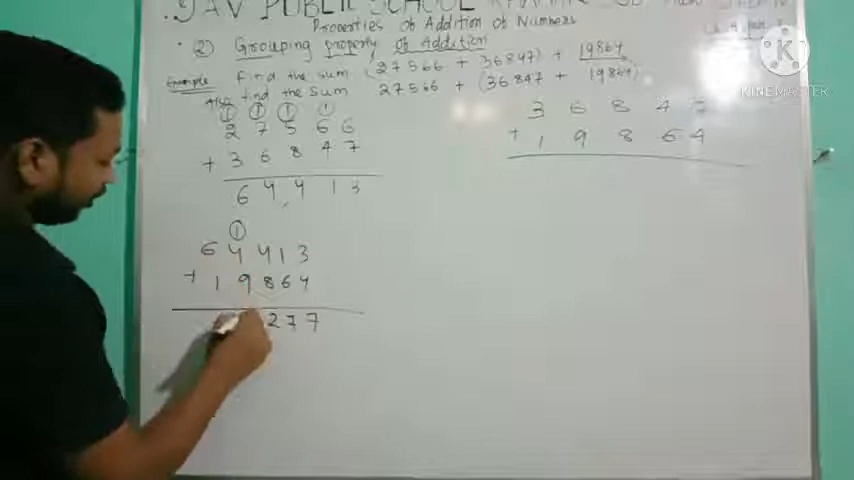 DAV PUBLIC SCHOOL
Properties of Addition of Numbers
2) Grouping property of Addition
Example Find the sum (27566 + 36847) + 19864
Also find the sum 27566 + (36847 + 19864)
1 1 1 1
2 7 5 6 6
+ 3 6 8 4 7
6 4, 4 1 3
1
6 4 4 1 3
+ 1 9 8 6 4
2 7 7
3 6 8 4 7
+ 1 9 8 6 4
K
KINEMASTER